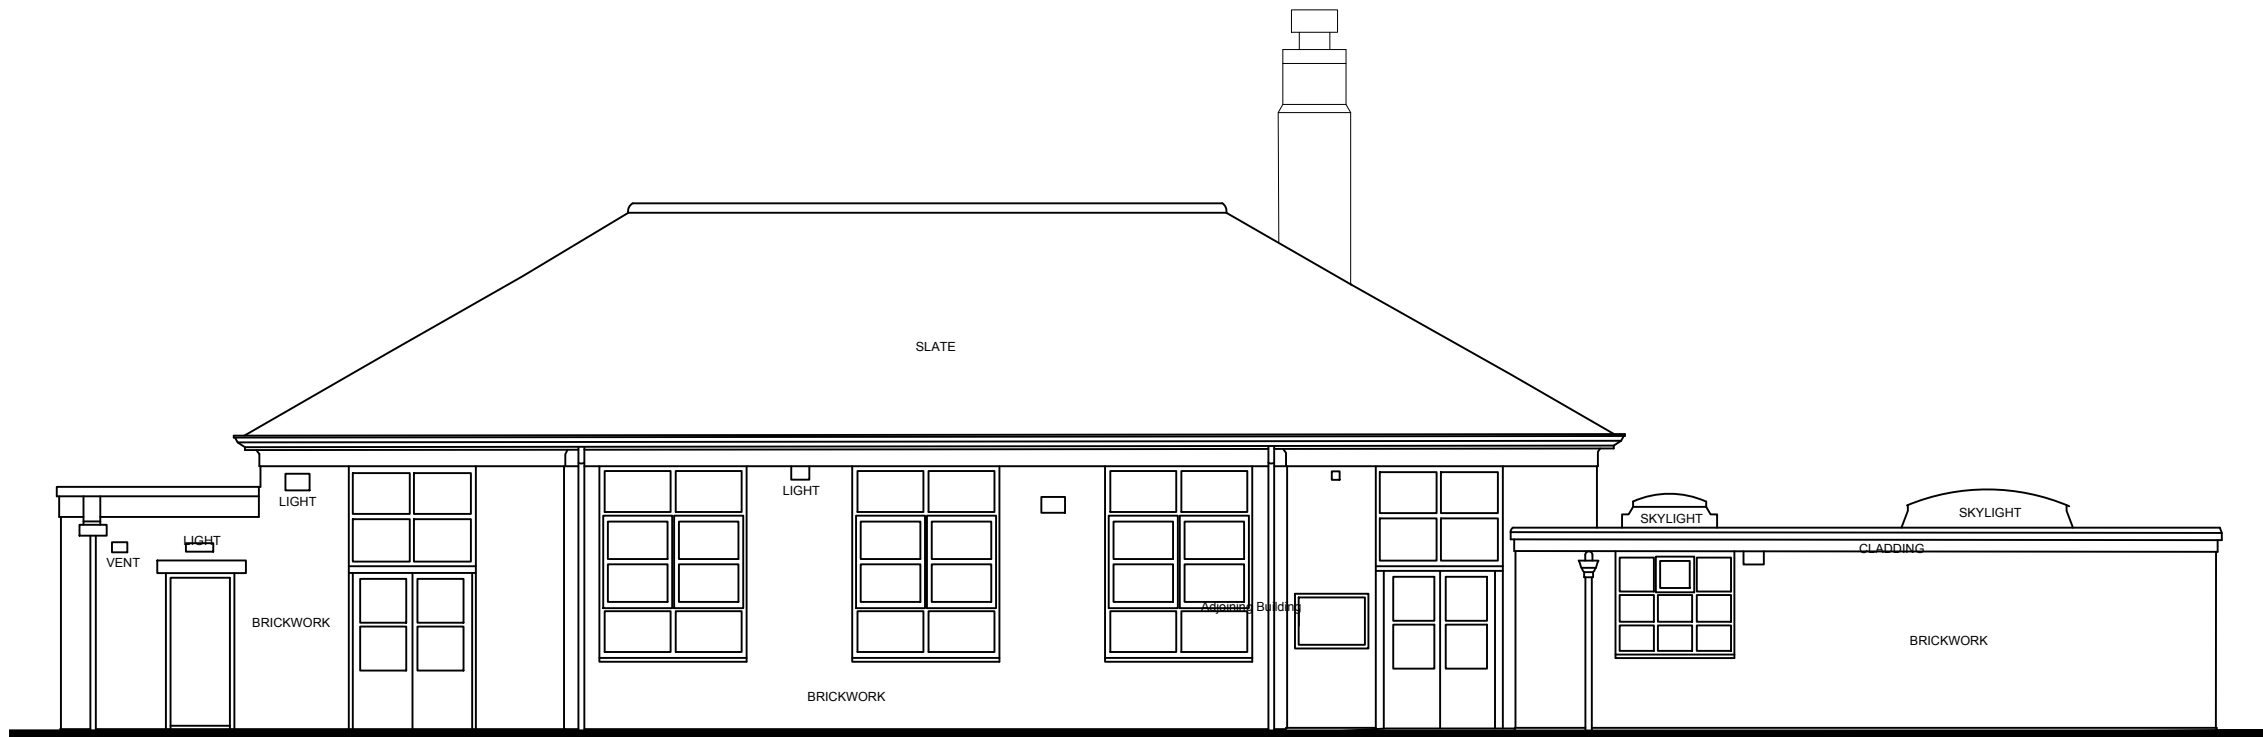 SLATE
LIGHT
LIGHT
SKYLIGHT
SKYLIGHT
LIGHT
CLADDING
VENT
Adjoining Building
BRICKWORK
BRICKWORK
BRICKWORK